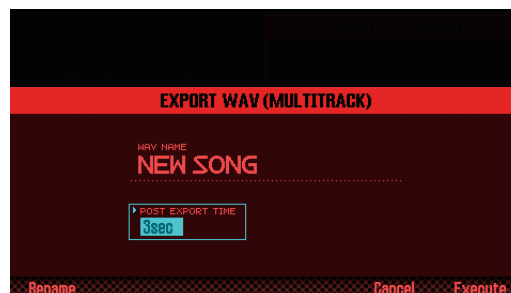 EXPORT WAV (MULTITRACK)
WAV NAME
NEW SONG
POST EXPORT TIME
3sec
Rename Cancel Execute